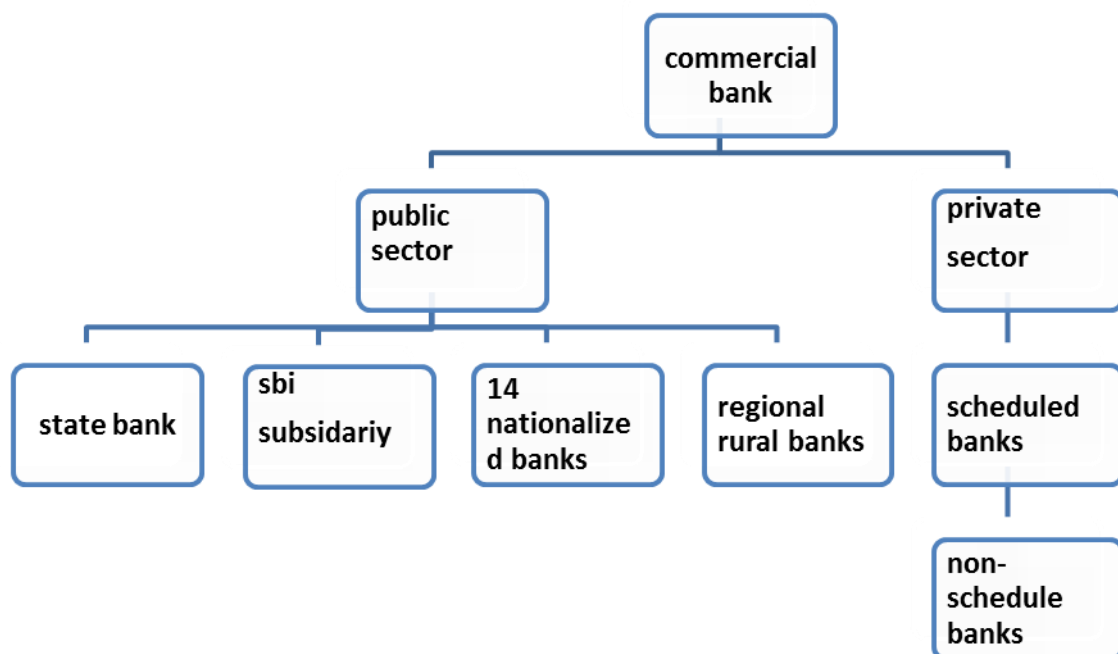 commercial
bank
public
sector
private
sector
state bank
sbi
subsidariy
14
nationalize
d banks
regional
rural banks
scheduled
banks
non-
schedule
banks